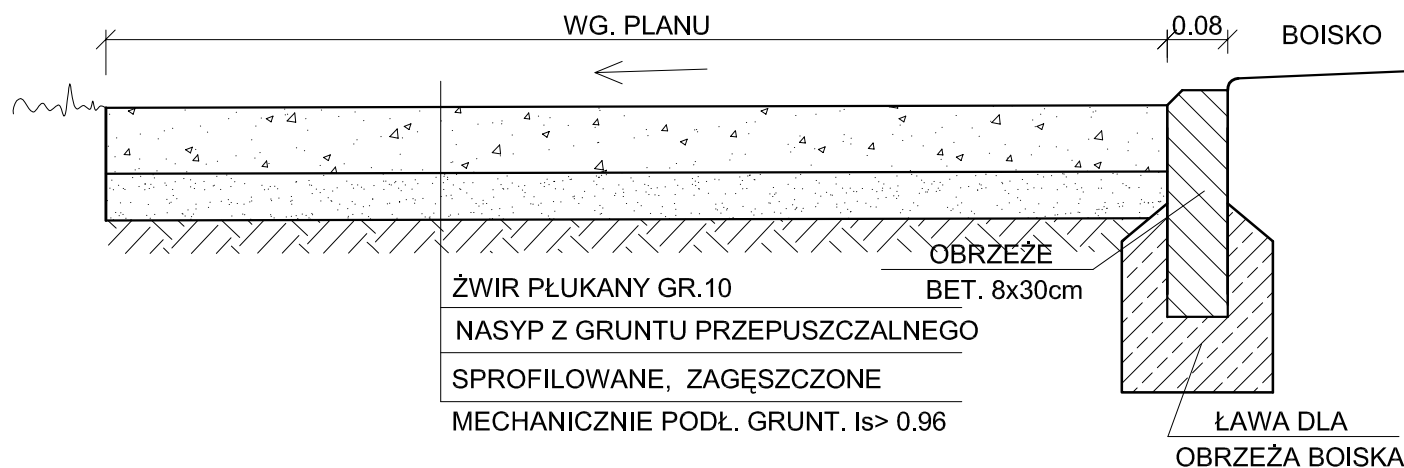 WG. PLANU
0.08
BOISKO
OBRZEŻE
BET. 8x30cm
ŻWIR PŁUKANY GR.10
NASYP Z GRUNTU PRZEPUSZCZALNEGO
SPROFILOWANE, ZAGĘSZCZONE
MECHANICZNIE PODŁ. GRUNT. Is> 0.96
ŁAWA DLA
OBRZEŻA BOISKA